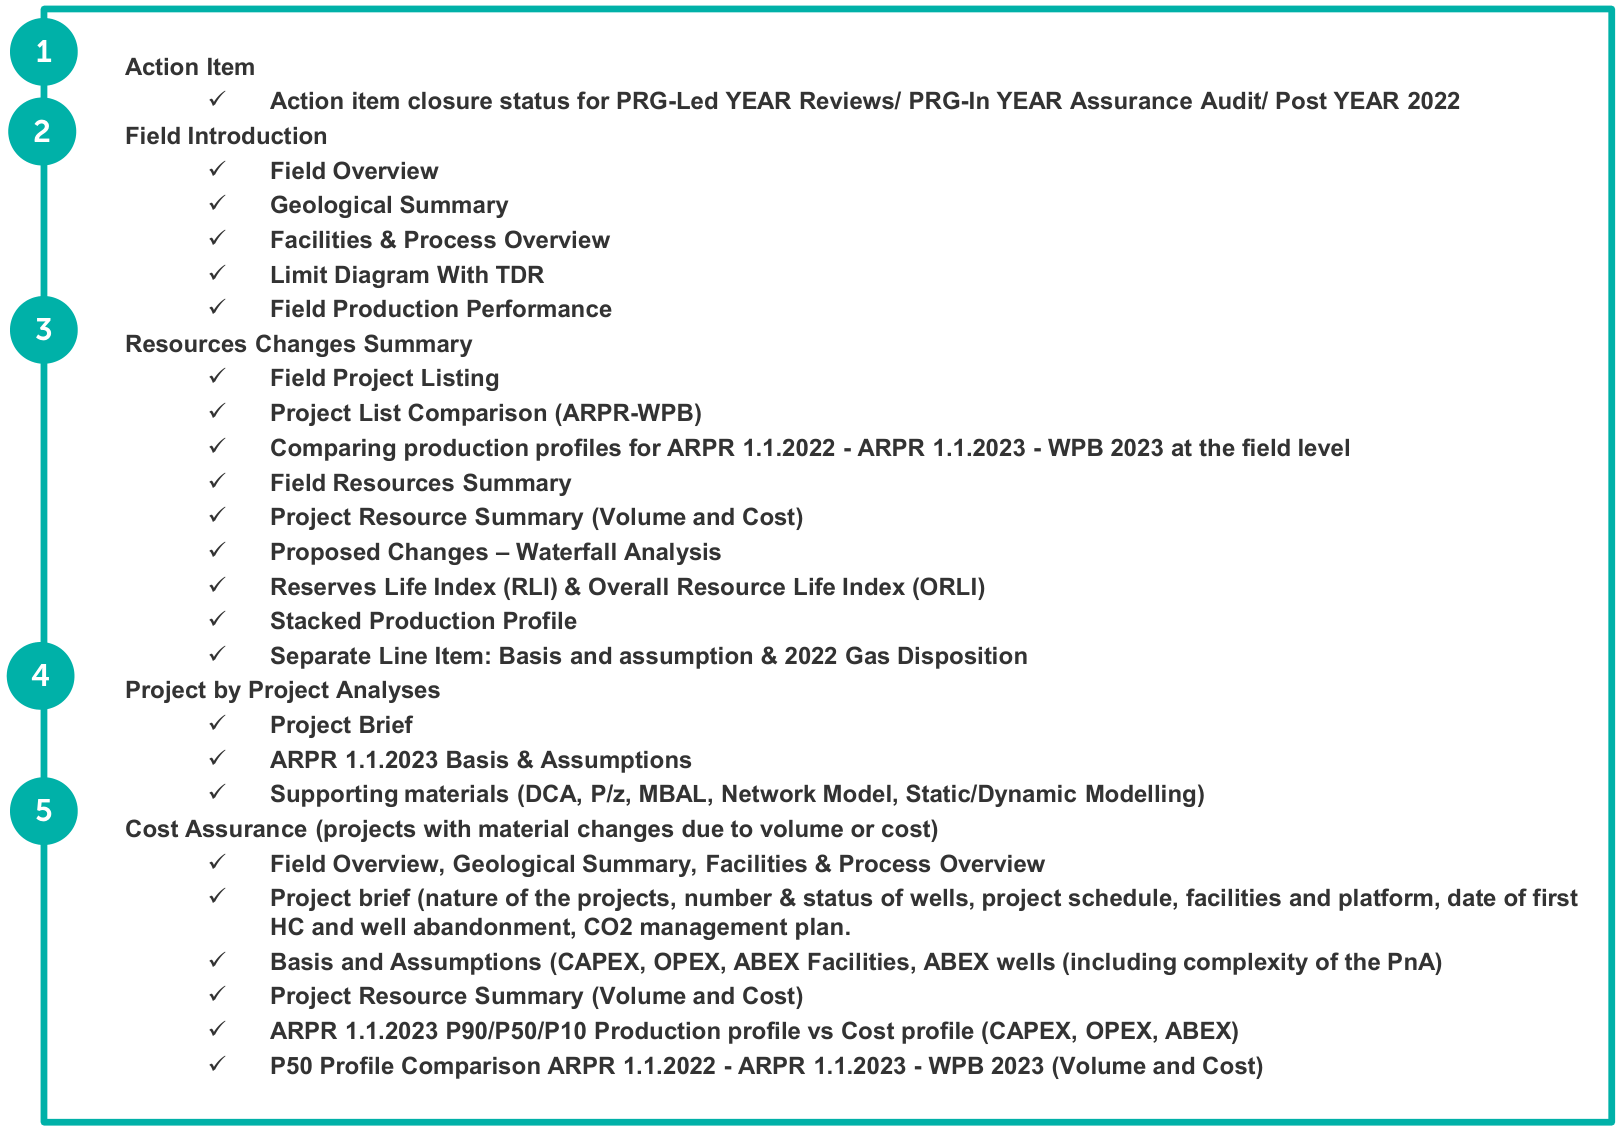 1
Action Item
✓ Action item closure status for PRG-Led YEAR Reviews/ PRG-In YEAR Assurance Audit/ Post YEAR 2022
2
Field Introduction
✓ Field Overview
✓ Geological Summary
✓ Facilities & Process Overview
✓ Limit Diagram With TDR
✓ Field Production Performance
3
Resources Changes Summary
✓ Field Project Listing
✓ Project List Comparison (ARPR-WPB)
✓ Comparing production profiles for ARPR 1.1.2022 - ARPR 1.1.2023 - WPB 2023 at the field level
✓ Field Resources Summary
✓ Project Resource Summary (Volume and Cost)
✓ Proposed Changes – Waterfall Analysis
✓ Reserves Life Index (RLI) & Overall Resource Life Index (ORLI)
✓ Stacked Production Profile
✓ Separate Line Item: Basis and assumption & 2022 Gas Disposition
4
Project by Project Analyses
✓ Project Brief
✓ ARPR 1.1.2023 Basis & Assumptions
✓ Supporting materials (DCA, P/z, MBAL, Network Model, Static/Dynamic Modelling)
5
Cost Assurance (projects with material changes due to volume or cost)
✓ Field Overview, Geological Summary, Facilities & Process Overview
✓ Project brief (nature of the projects, number & status of wells, project schedule, facilities and platform, date of first
HC and well abandonment, CO2 management plan.
✓ Basis and Assumptions (CAPEX, OPEX, ABEX Facilities, ABEX wells (including complexity of the PnA)
✓ Project Resource Summary (Volume and Cost)
✓ ARPR 1.1.2023 P90/P50/P10 Production profile vs Cost profile (CAPEX, OPEX, ABEX)
✓ P50 Profile Comparison ARPR 1.1.2022 - ARPR 1.1.2023 - WPB 2023 (Volume and Cost)